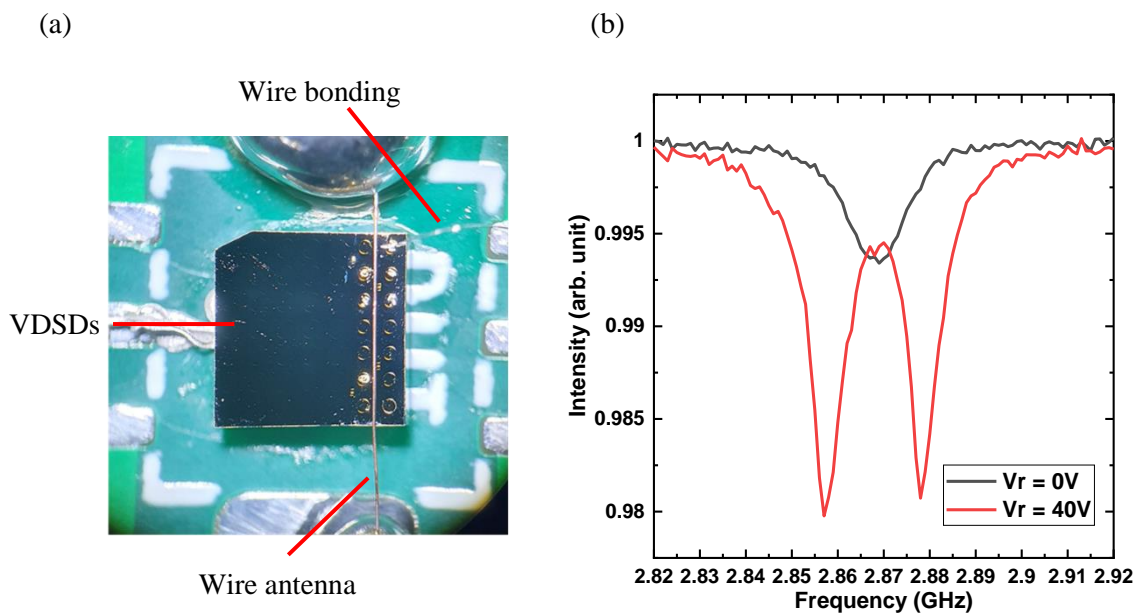 (a)
Wire bonding
VDSDs
Wire antenna
(b)
Intensity (arb. unit)
1
0.995
0.99
0.985
0.98
Vr = 0V
Vr = 40V
2.82 2.83 2.84 2.85 2.86 2.87 2.88 2.89 2.9 2.91 2.92
Frequency (GHz)